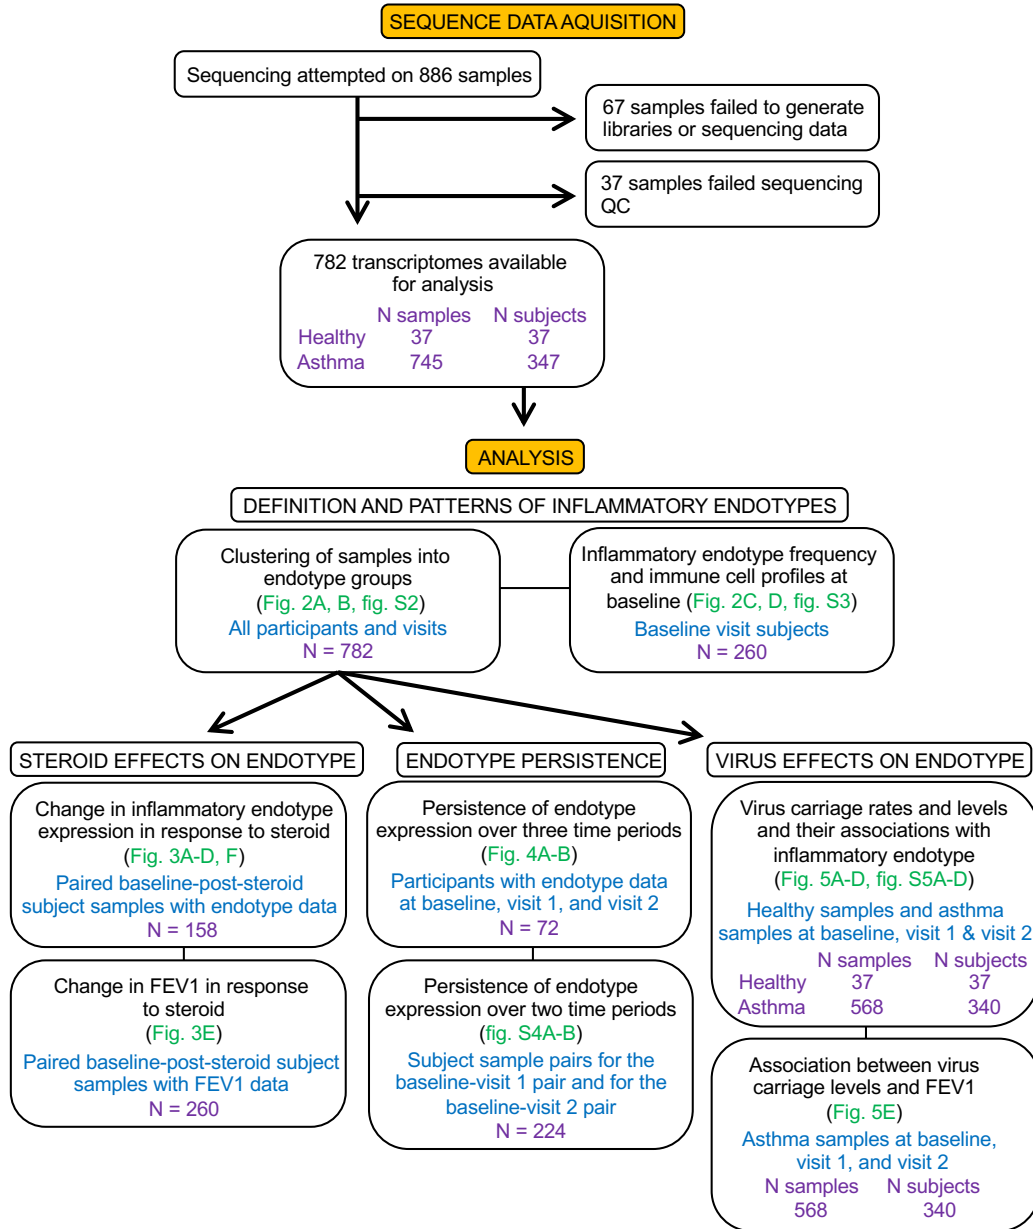 SEQUENCE DATA AQUISITION
Sequencing attempted on 886 samples
67 samples failed to generate
libraries or sequencing data
37 samples failed sequencing
QC
782 transcriptomes available
for analysis
N samples N subjects
Healthy 37 37
Asthma 745 347
ANALYSIS
DEFINITION AND PATTERNS OF INFLAMMATORY ENDOTYPES
Clustering of samples into
endotype groups
(Fig. 2A, B, fig. S2)
All participants and visits
N = 782
Inflammatory endotype frequency
and immune cell profiles at
baseline (Fig. 2C, D, fig. S3)
Baseline visit subjects
N = 260
STEROID EFFECTS ON ENDOTYPE
Change in inflammatory endotype
expression in response to steroid
(Fig. 3A-D, F)
Paired baseline-post-steroid
subject samples with endotype data
N = 158
Change in FEV1 in response
to steroid
(Fig. 3E)
Paired baseline-post-steroid subject
samples with FEV1 data
N = 260
ENDOTYPE PERSISTENCE
Persistence of endotype
expression over three time periods
(Fig. 4A-B)
Participants with endotype data
at baseline, visit 1, and visit 2
N = 72
Persistence of endotype
expression over two time periods
(fig. S4A-B)
Subject sample pairs for the
baseline-visit 1 pair and for the
baseline-visit 2 pair
N = 224
VIRUS EFFECTS ON ENDOTYPE
Virus carriage rates and levels
and their associations with
inflammatory endotype
(Fig. 5A-D, fig. S5A-D)
Healthy samples and asthma
samples at baseline, visit 1 & visit 2
N samples N subjects
Healthy 37 37
Asthma 568 340
Association between virus
carriage levels and FEV1
(Fig. 5E)
Asthma samples at baseline,
visit 1, and visit 2
N samples N subjects
568 340